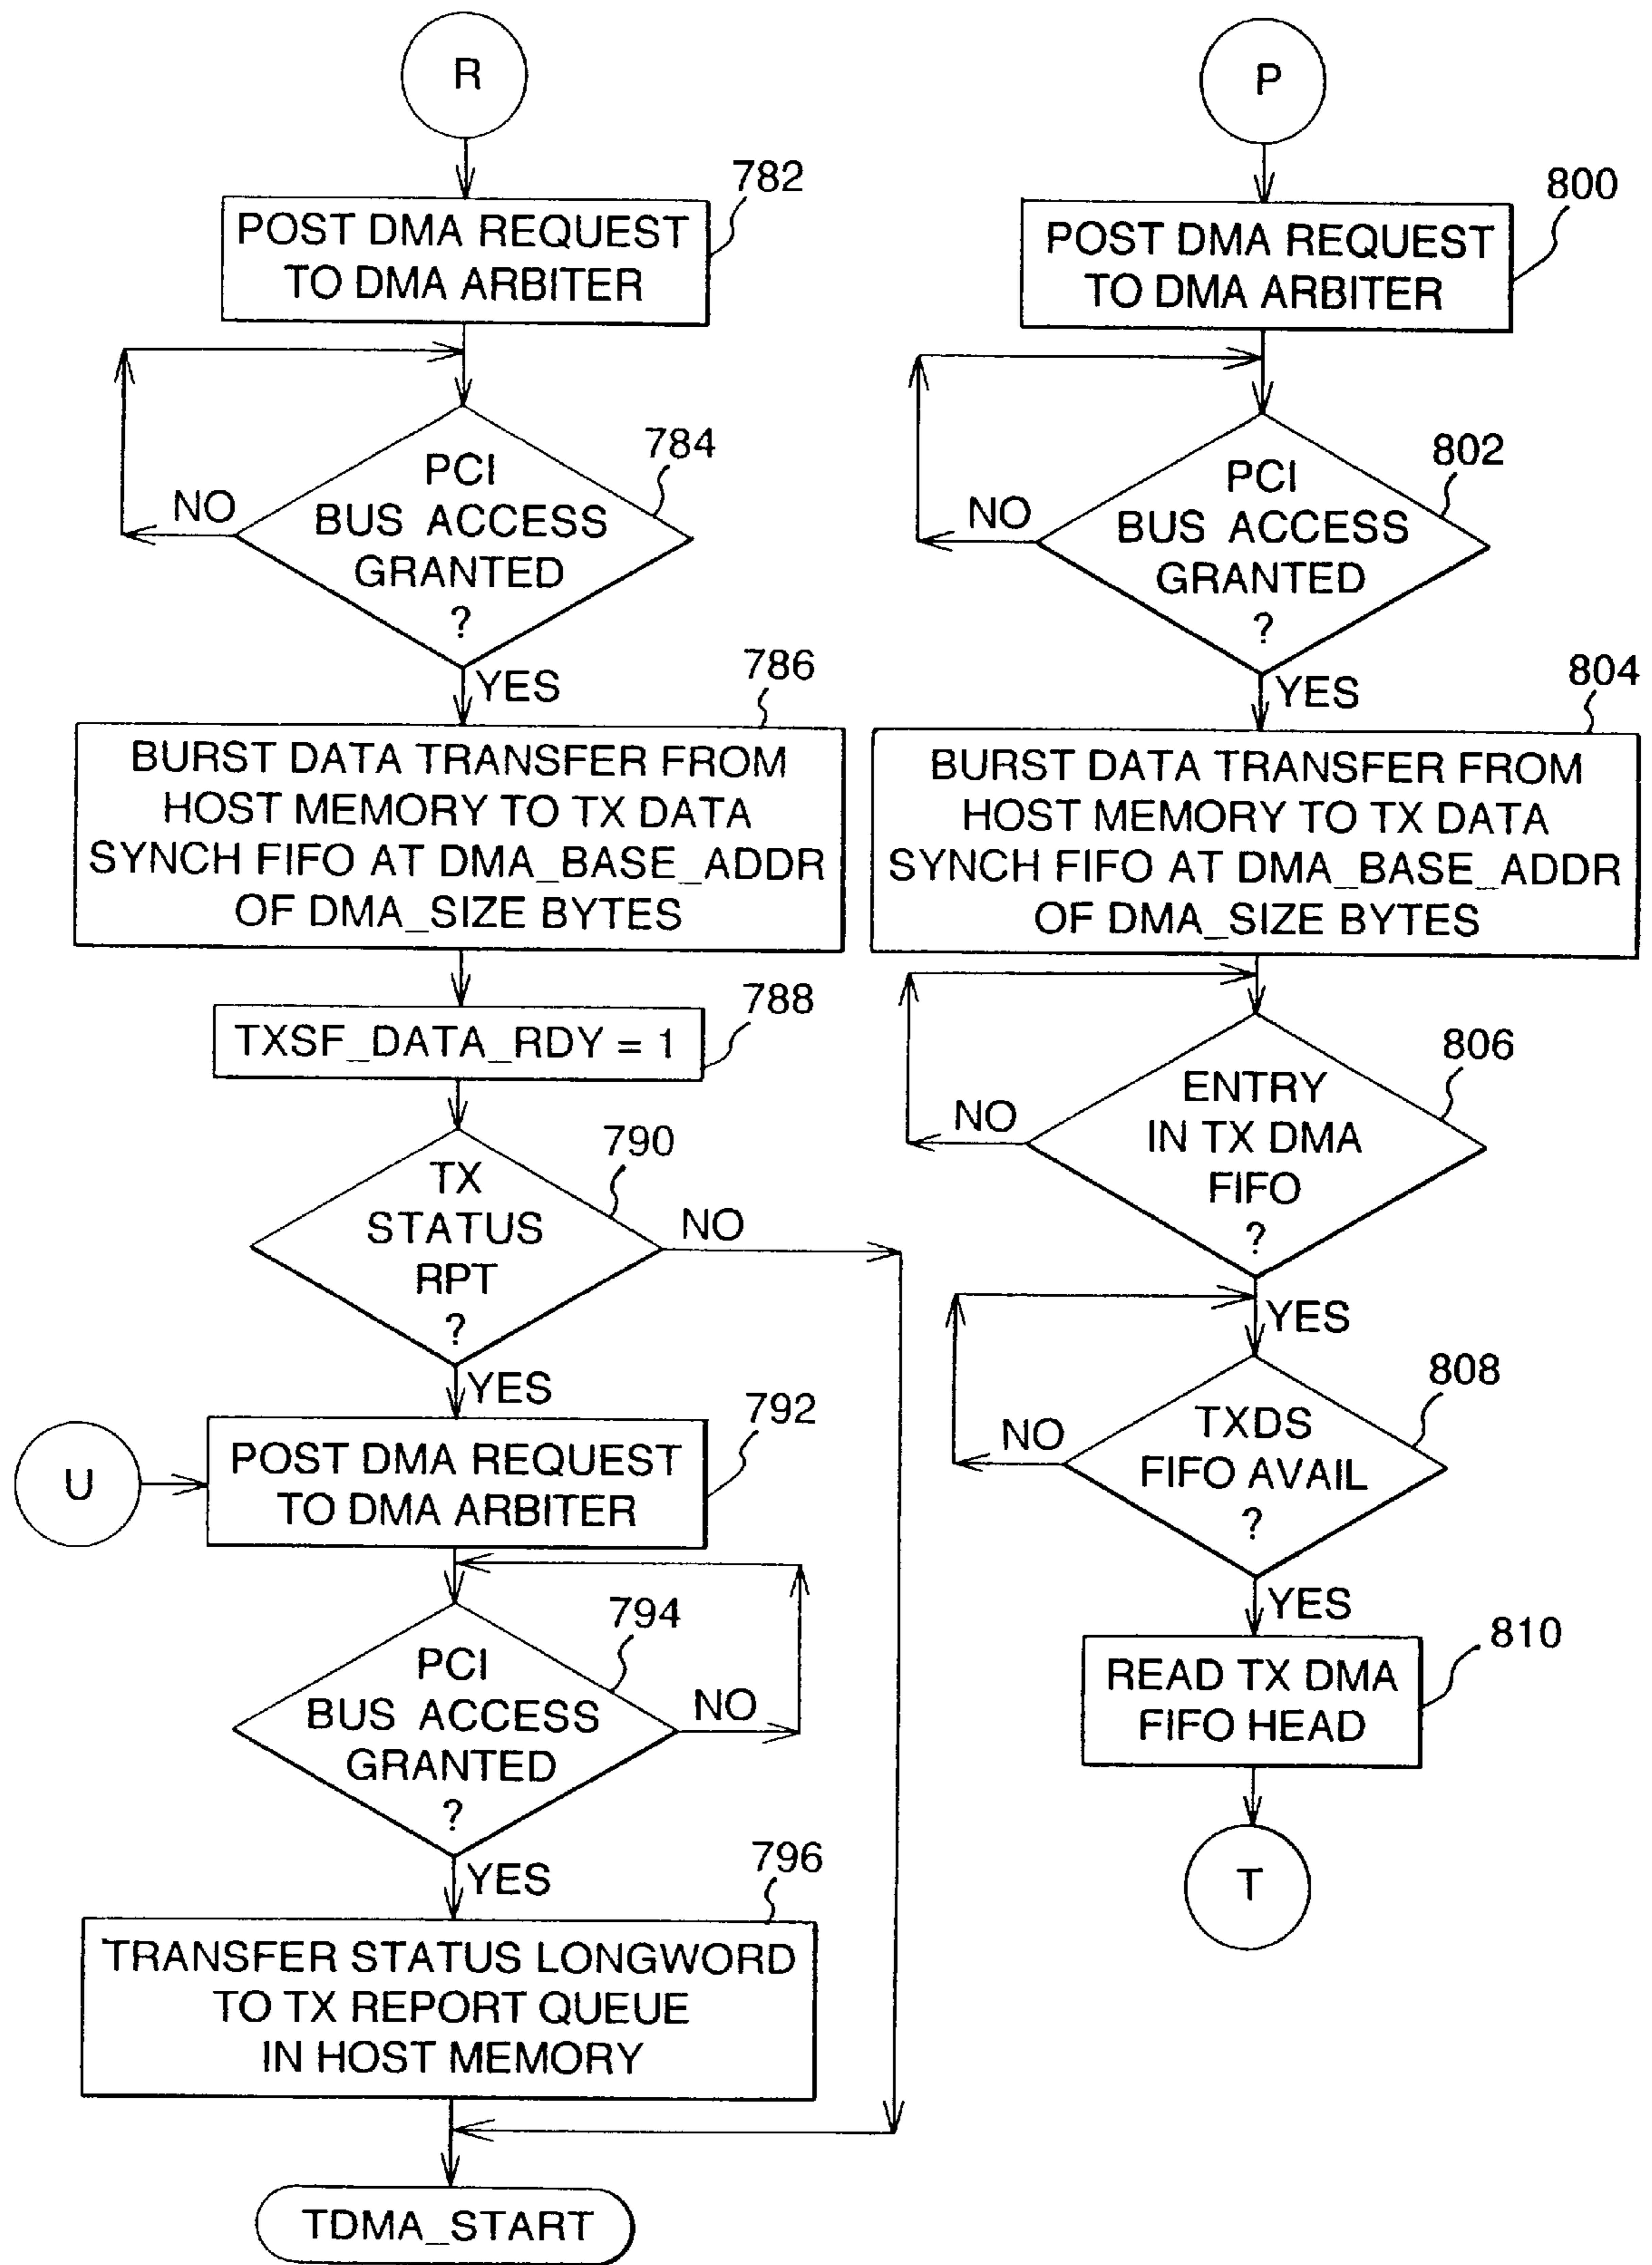 R
782
POST DMA REQUEST
TO DMA ARBITER
784
PCI
BUS ACCESS
GRANTED
?
NO
YES
786
BURST DATA TRANSFER FROM
HOST MEMORY TO TX DATA
SYNCH FIFO AT DMA_BASE_ADDR
OF DMA_SIZE BYTES
788
TXSF_DATA_RDY = 1
790
TX
STATUS
RPT
?
NO
YES
U
792
POST DMA REQUEST
TO DMA ARBITER
794
PCI
BUS ACCESS
GRANTED
?
NO
YES
796
TRANSFER STATUS LONGWORD
TO TX REPORT QUEUE
IN HOST MEMORY
TDMA_START
P
800
POST DMA REQUEST
TO DMA ARBITER
802
PCI
BUS ACCESS
GRANTED
?
NO
YES
804
BURST DATA TRANSFER FROM
HOST MEMORY TO TX DATA
SYNCH FIFO AT DMA_BASE_ADDR
OF DMA_SIZE BYTES
806
ENTRY
IN TX DMA
FIFO
?
NO
YES
808
TXDS
FIFO AVAIL
?
NO
YES
810
READ TX DMA
FIFO HEAD
T